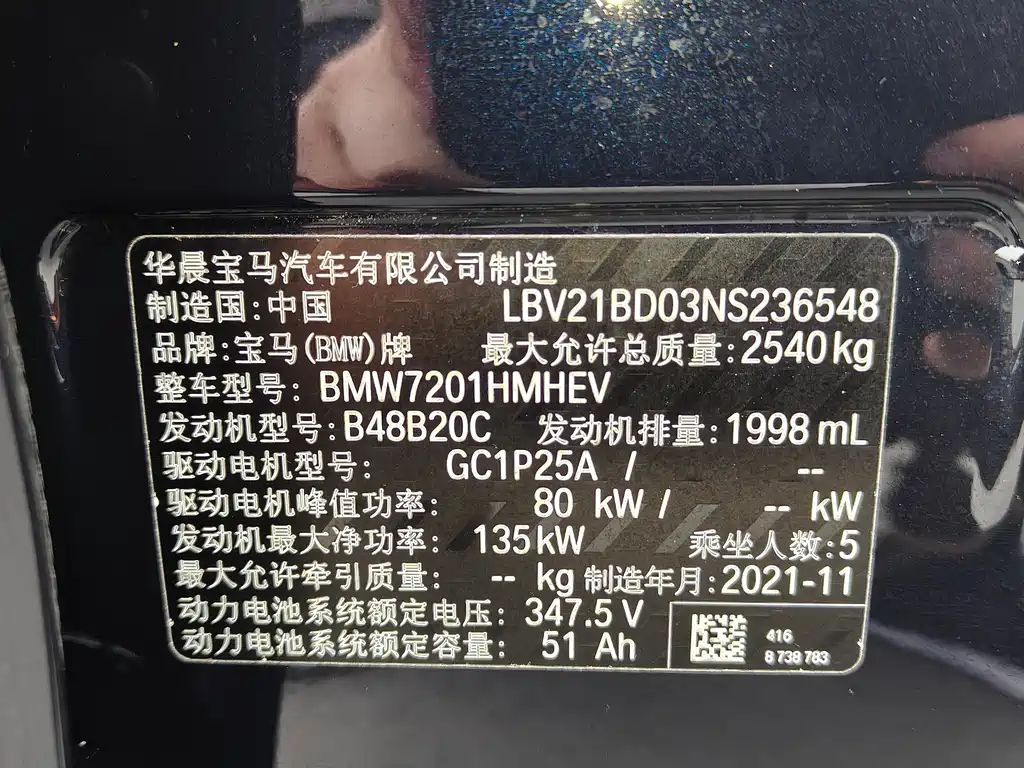 华晨宝马汽车有限公司制造
制造国:中国 LBV21BD03NS236548
品牌:宝马(BMW)牌 最大允许总质量:2540kg
整车型号: BMW7201HMHEV
发动机型号:B48B20C 发动机排量:1998 mL
驱动电机型号: GC1P25A / --
驱动电机峰值功率: 80 kW / -- kW
发动机最大净功率: 135kW 乘坐人数:5
最大允许牵引质量: -- kg 制造年月:2021-11
动力电池系统额定电压: 347.5 V
动力电池系统额定容量: 51 Ah
416
8 738 783